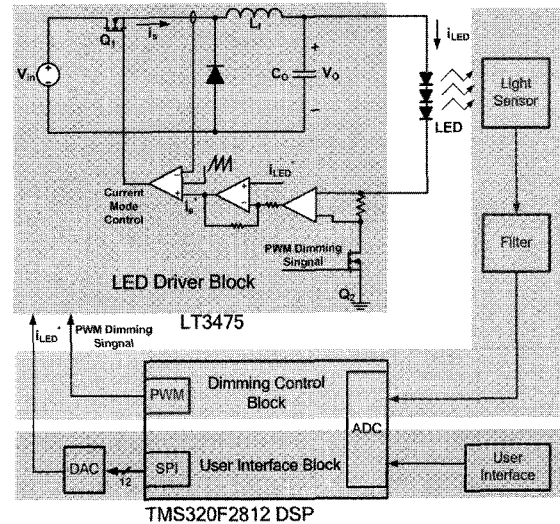 Q1
is
Lf
iLED
Vin
Co
+
Vo
−
LED
Light
Sensor
iLED*
Current
Mode
Control
is*
PWM Dimming
Singnal
Filter
LED Driver Block
Q2
LT3475
iLED*
PWM Dimming
Singnal
PWM
Dimming Control
Block
ADC
DAC
12
SPI
User Interface Block
User
Interface
TMS320F2812 DSP